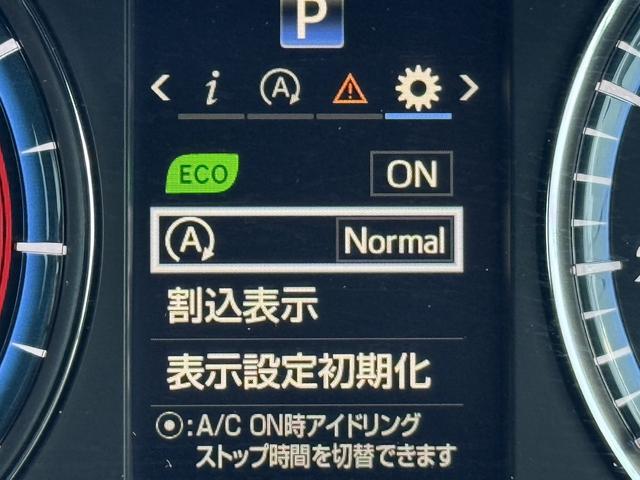 P
i A
ECO ON
A Normal
割込表示
表示設定初期化
:A/C ON時アイドリング
ストップ時間を切替できます